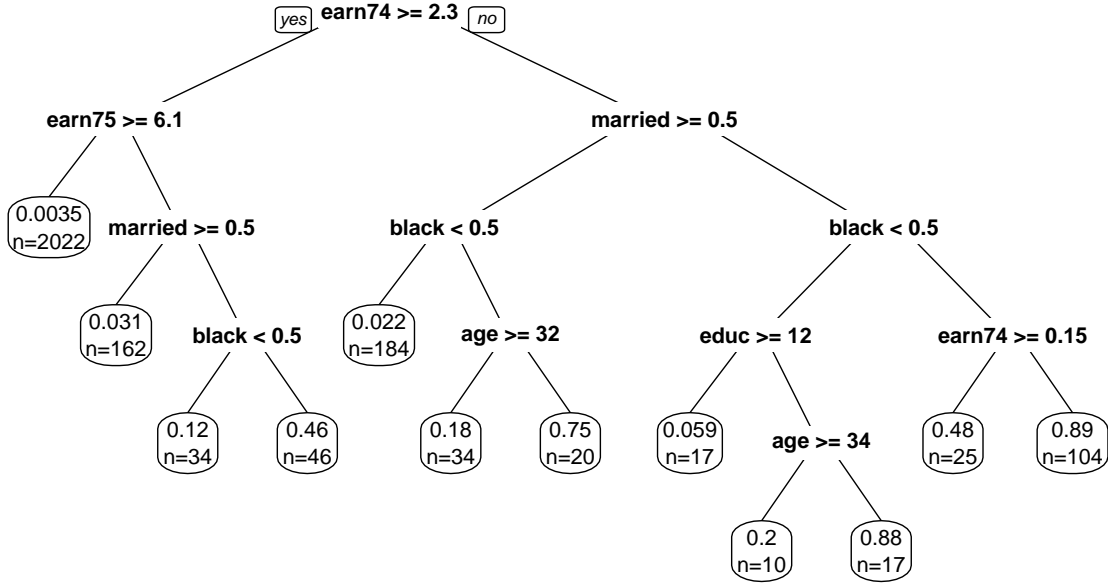 yes
earn74 >= 2.3
no
earn75 >= 6.1
married >= 0.5
0.0035
n=2022
married >= 0.5
black < 0.5
black < 0.5
0.031
n=162
black < 0.5
0.022
n=184
age >= 32
educ >= 12
earn74 >= 0.15
0.12
n=34
0.46
n=46
0.18
n=34
0.75
n=20
0.059
n=17
age >= 34
0.48
n=25
0.89
n=104
0.2
n=10
0.88
n=17